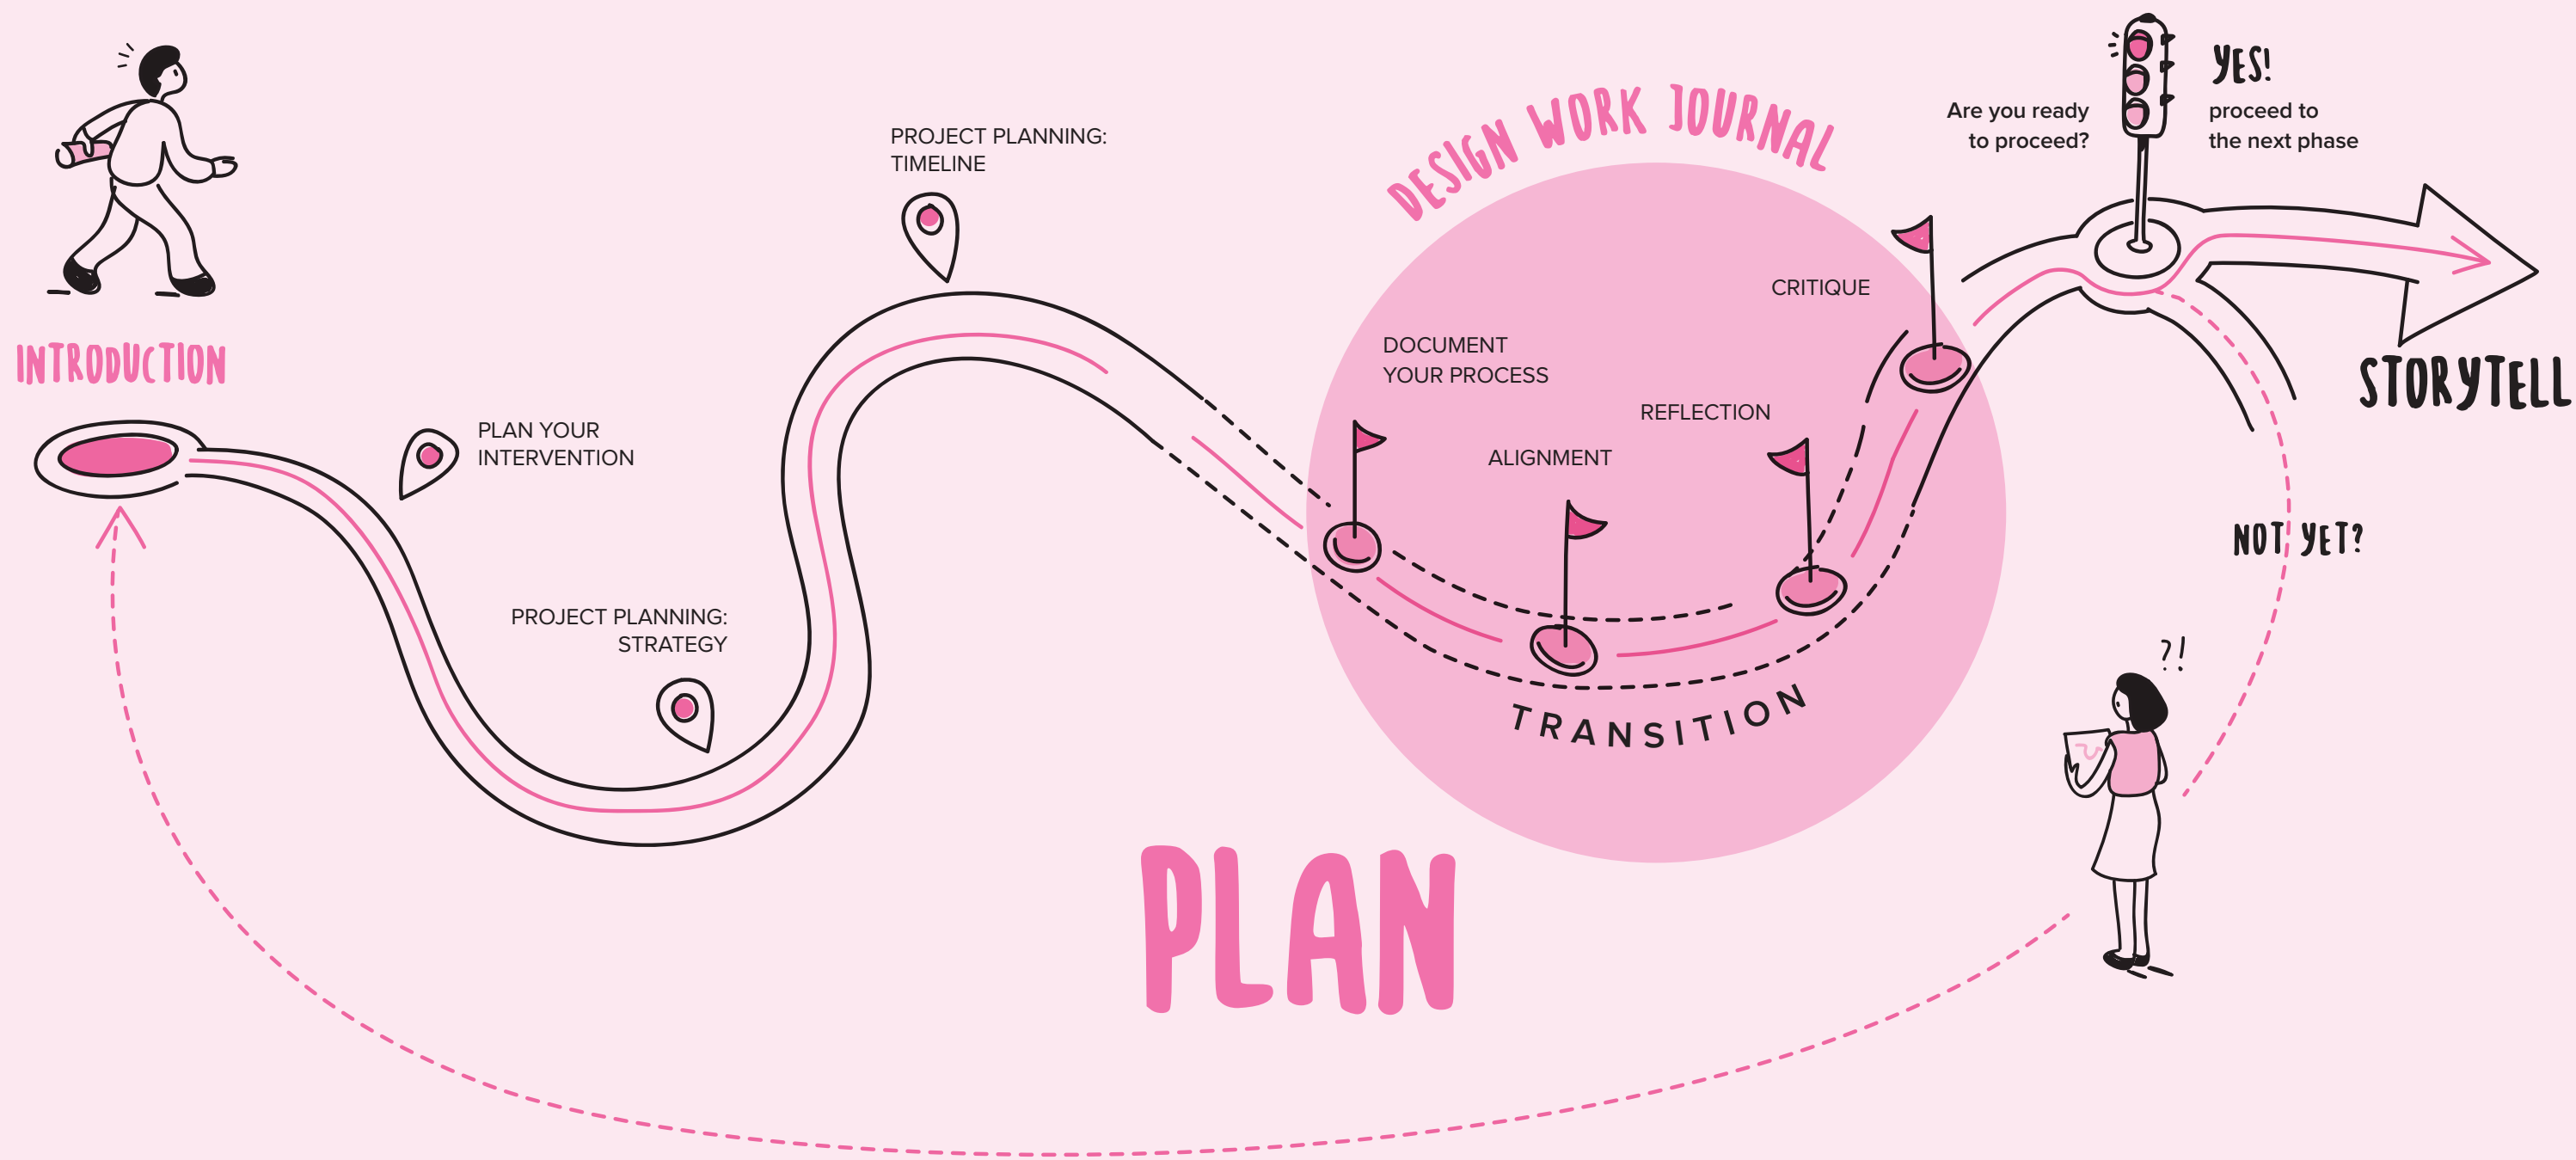 INTRODUCTION
PLAN YOUR
INTERVENTION
PROJECT PLANNING:
STRATEGY
PROJECT PLANNING:
TIMELINE
DESIGN WORK JOURNAL
DOCUMENT
YOUR PROCESS
ALIGNMENT
REFLECTION
CRITIQUE
TRANSITION
Are you ready
to proceed?
YES!
proceed to
the next phase
STORYTELL
NOT YET?
?!
PLAN